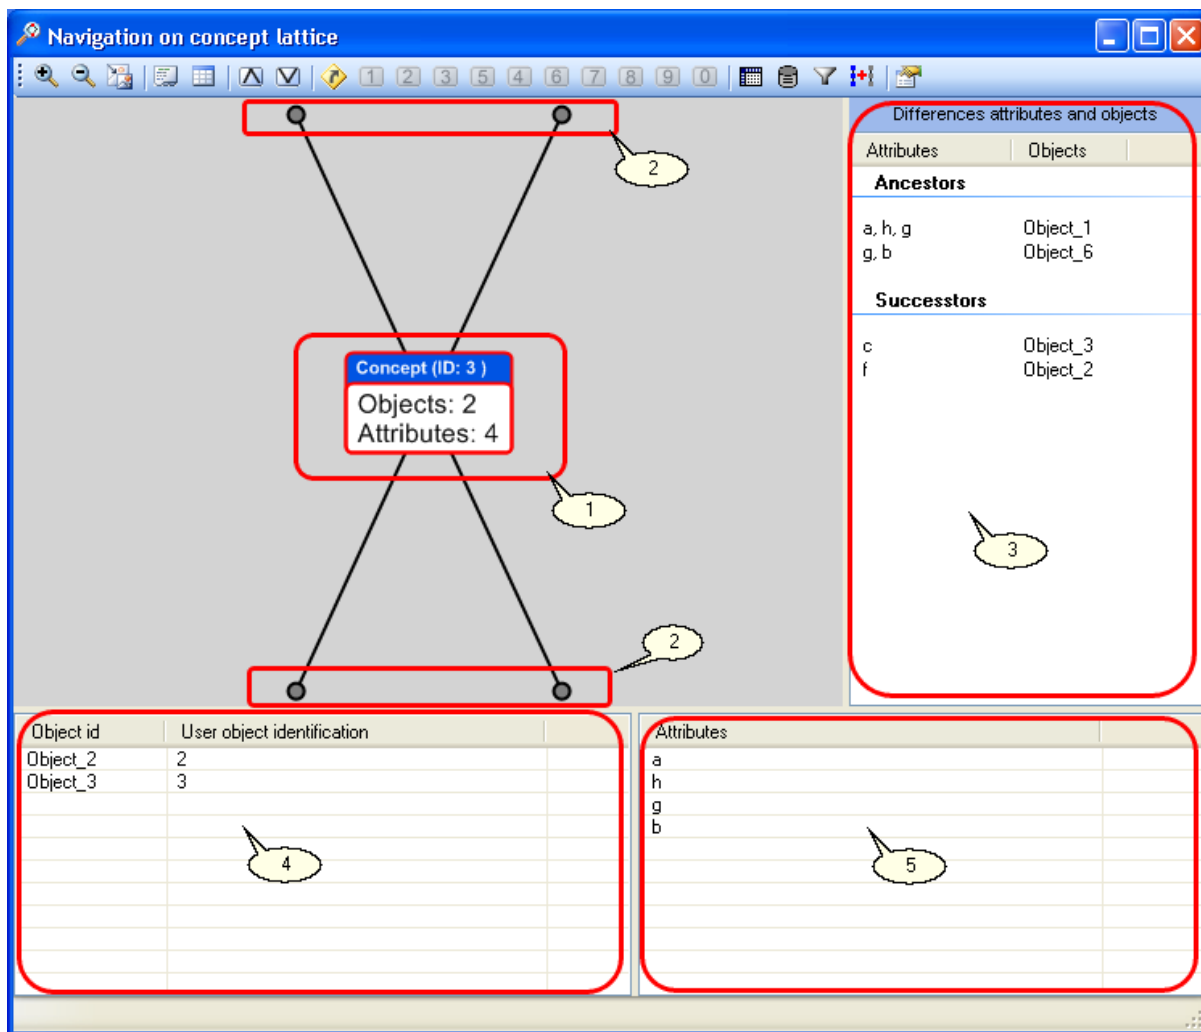 Navigation on concept lattice
1 2 3 5 4 6 7 8 9 0
Differences attributes and objects
Attributes Objects
Ancestors
a, h, g Object_1
g, b Object_6
Successtors
c Object_3
f Object_2
2
Concept (ID: 3 )
Objects: 2
Attributes: 4
1
3
2
Object id User object identification
Object_2 2
Object_3 3
4
Attributes
a
h
g
b
5